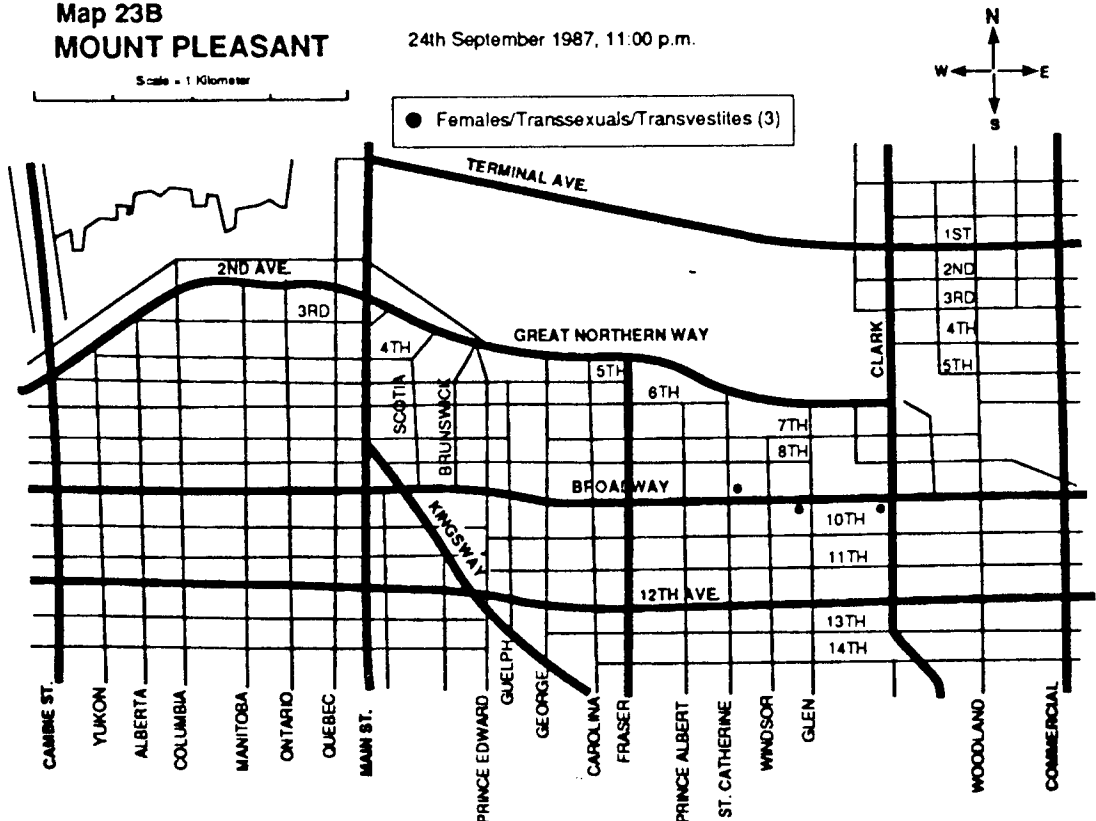 Map 23B
MOUNT PLEASANT
24th September 1987, 11:00 p.m.
Scale = 1 Kilometer
N
W
E
S
Females/Transsexuals/Transvestites (3)
TERMINAL AVE.
1ST
2ND AVE.
2ND
3RD
3RD
GREAT NORTHERN WAY
4TH
4TH
CLARK
5TH
5TH
6TH
SCOTIA
BRUNSWICK
7TH
8TH
BROADWAY
KINGSWAY
10TH
11TH
12TH AVE.
13TH
14TH
CAMBIE ST.
YUKON
ALBERTA
COLUMBIA
MANITOBA
ONTARIO
QUEBEC
MAIN ST.
PRINCE EDWARD
GUELPH
GEORGE
CAROLINA
FRASER
PRINCE ALBERT
ST. CATHERINE
WINDSOR
GLEN
WOODLAND
COMMERCIAL